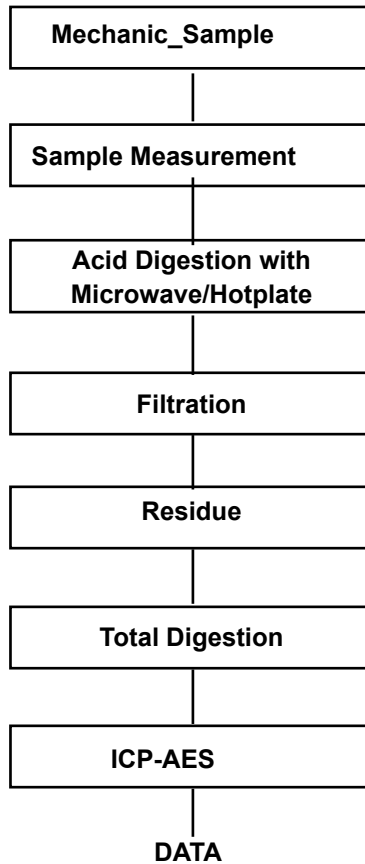 Mechanic_Sample
Sample Measurement
Acid Digestion with
Microwave/Hotplate
Filtration
Residue
Total Digestion
ICP-AES
DATA